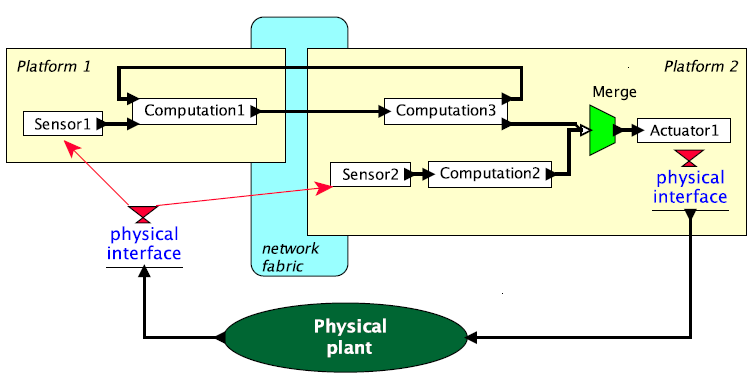 Platform 1
Platform 2
Merge
Computation1
Computation3
Sensor1
Actuator1
Sensor2
Computation2
physical
interface
physical
interface
network
fabric
Physical
plant